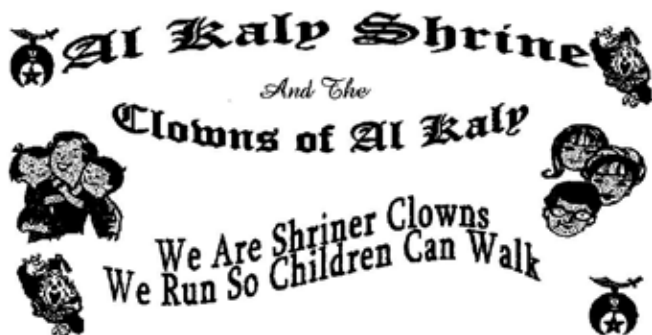 Al Kaly Shrine
And The
Clowns of Al Kaly
We Are Shriner Clowns
We Run So Children Can Walk